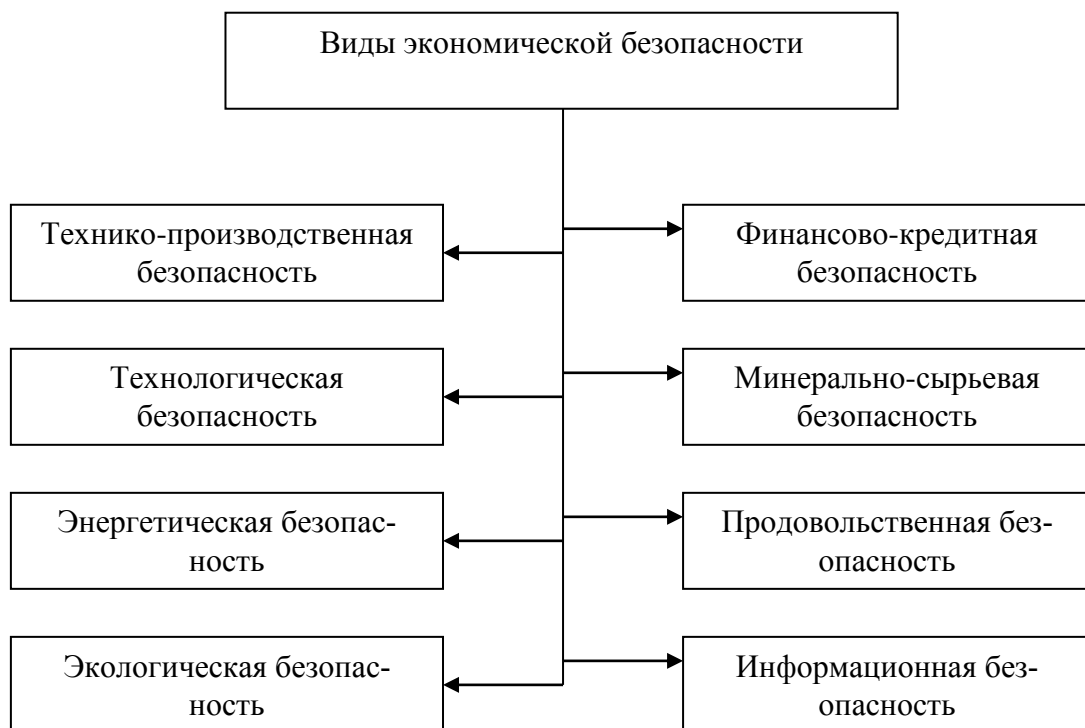 Виды экономической безопасности
Технико-производственная
безопасность
Финансово-кредитная
безопасность
Технологическая
безопасность
Минерально-сырьевая
безопасность
Энергетическая безопас-
ность
Продовольственная без-
опасность
Экологическая безопас-
ность
Информационная без-
опасность